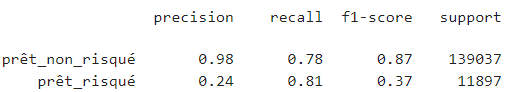 precision recall f1-score support
prêt_non_risqué 0.98 0.78 0.87 139037
prêt_risqué 0.24 0.81 0.37 11897